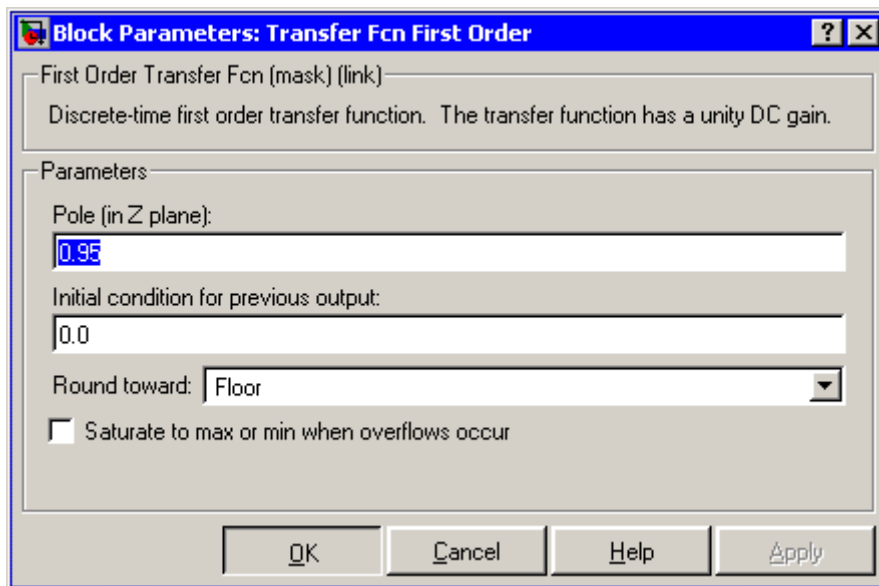 Block Parameters: Transfer Fcn First Order
First Order Transfer Fcn (mask) (link)
Discrete-time first order transfer function. The transfer function has a unity DC gain.
Parameters
Pole (in Z plane):
0.95
Initial condition for previous output:
0.0
Round toward: Floor
Saturate to max or min when overflows occur
OK Cancel Help Apply